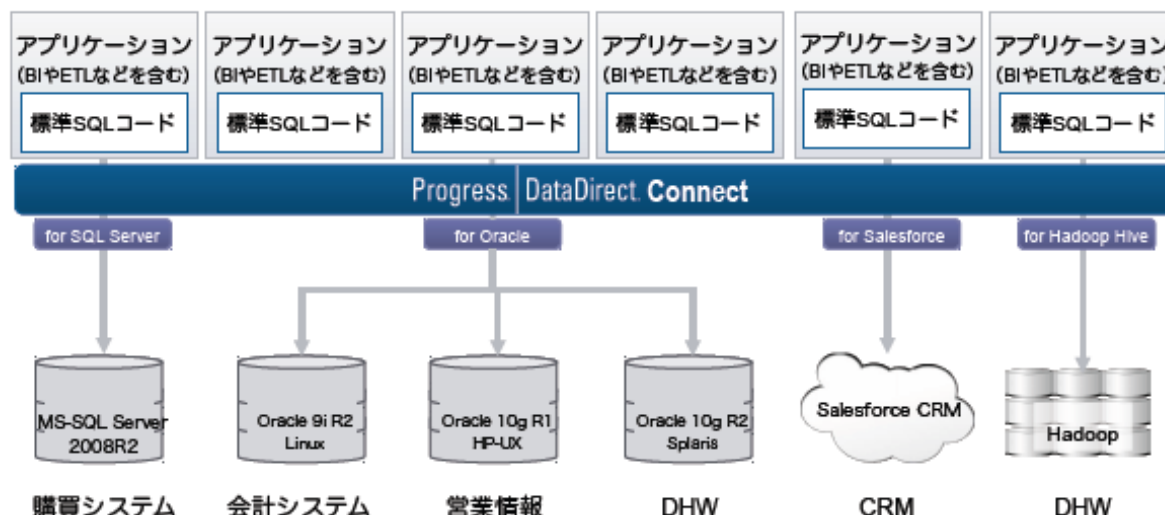 アプリケーション
(BIやETLなどを含む)
標準SQLコード
アプリケーション
(BIやETLなどを含む)
標準SQLコード
アプリケーション
(BIやETLなどを含む)
標準SQLコード
アプリケーション
(BIやETLなどを含む)
標準SQLコード
アプリケーション
(BIやETLなどを含む)
標準SQLコード
アプリケーション
(BIやETLなどを含む)
標準SQLコード
Progress. DataDirect. Connect
for SQL Server
for Oracle
for Salesforce
for Hadoop Hive
MS-SQL Server
2008R2
Oracle 9i R2
Linux
Oracle 10g R1
HP-UX
Oracle 10g R2
Splaris
Salesforce CRM
Hadoop
購買システム
会計システム
営業情報
DHW
CRM
DHW